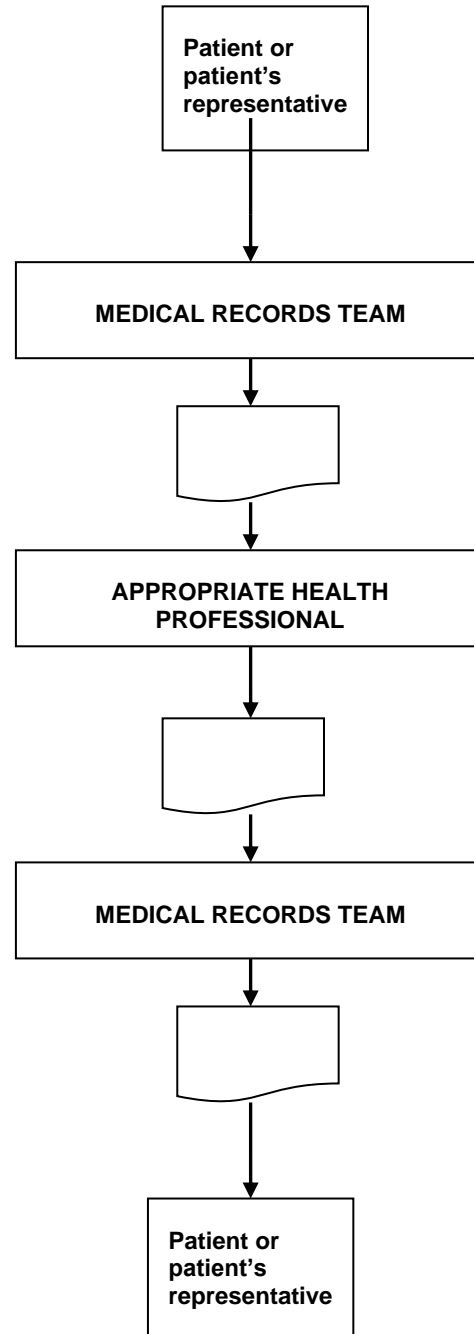 Patient or
patient’s
representative
MEDICAL RECORDS TEAM
APPROPRIATE HEALTH
PROFESSIONAL
MEDICAL RECORDS TEAM
Patient or
patient’s
representative